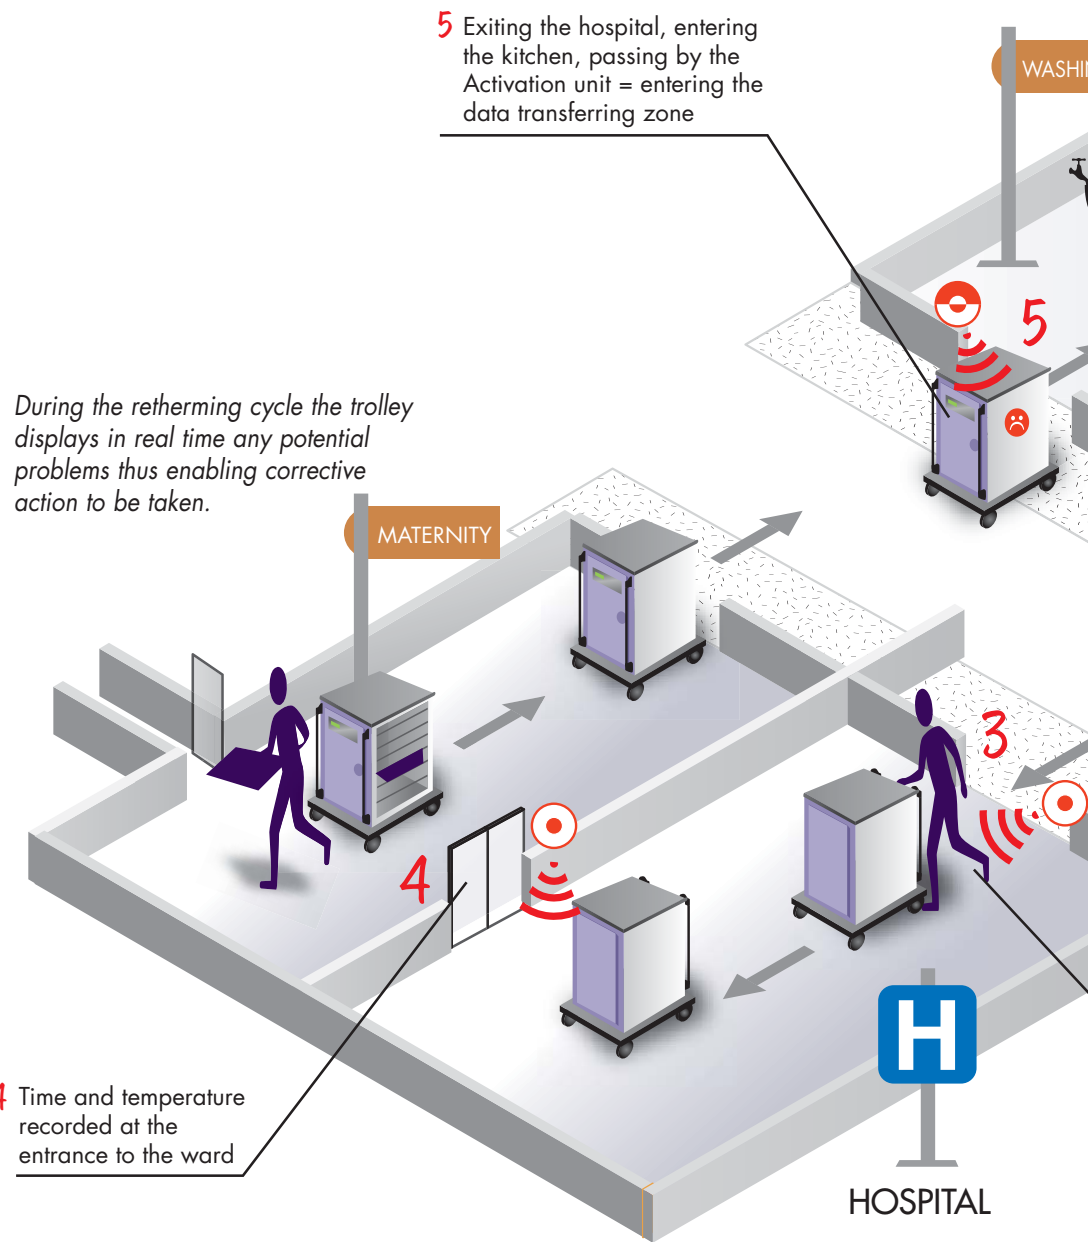 5 Exiting the hospital, entering
the kitchen, passing by the
Activation unit = entering the
data transferring zone
5
During the retherming cycle the trolley
displays in real time any potential
problems thus enabling corrective
action to be taken.
MATERNITY
3
4
4 Time and temperature
recorded at the
entrance to the ward
H
HOSPITAL